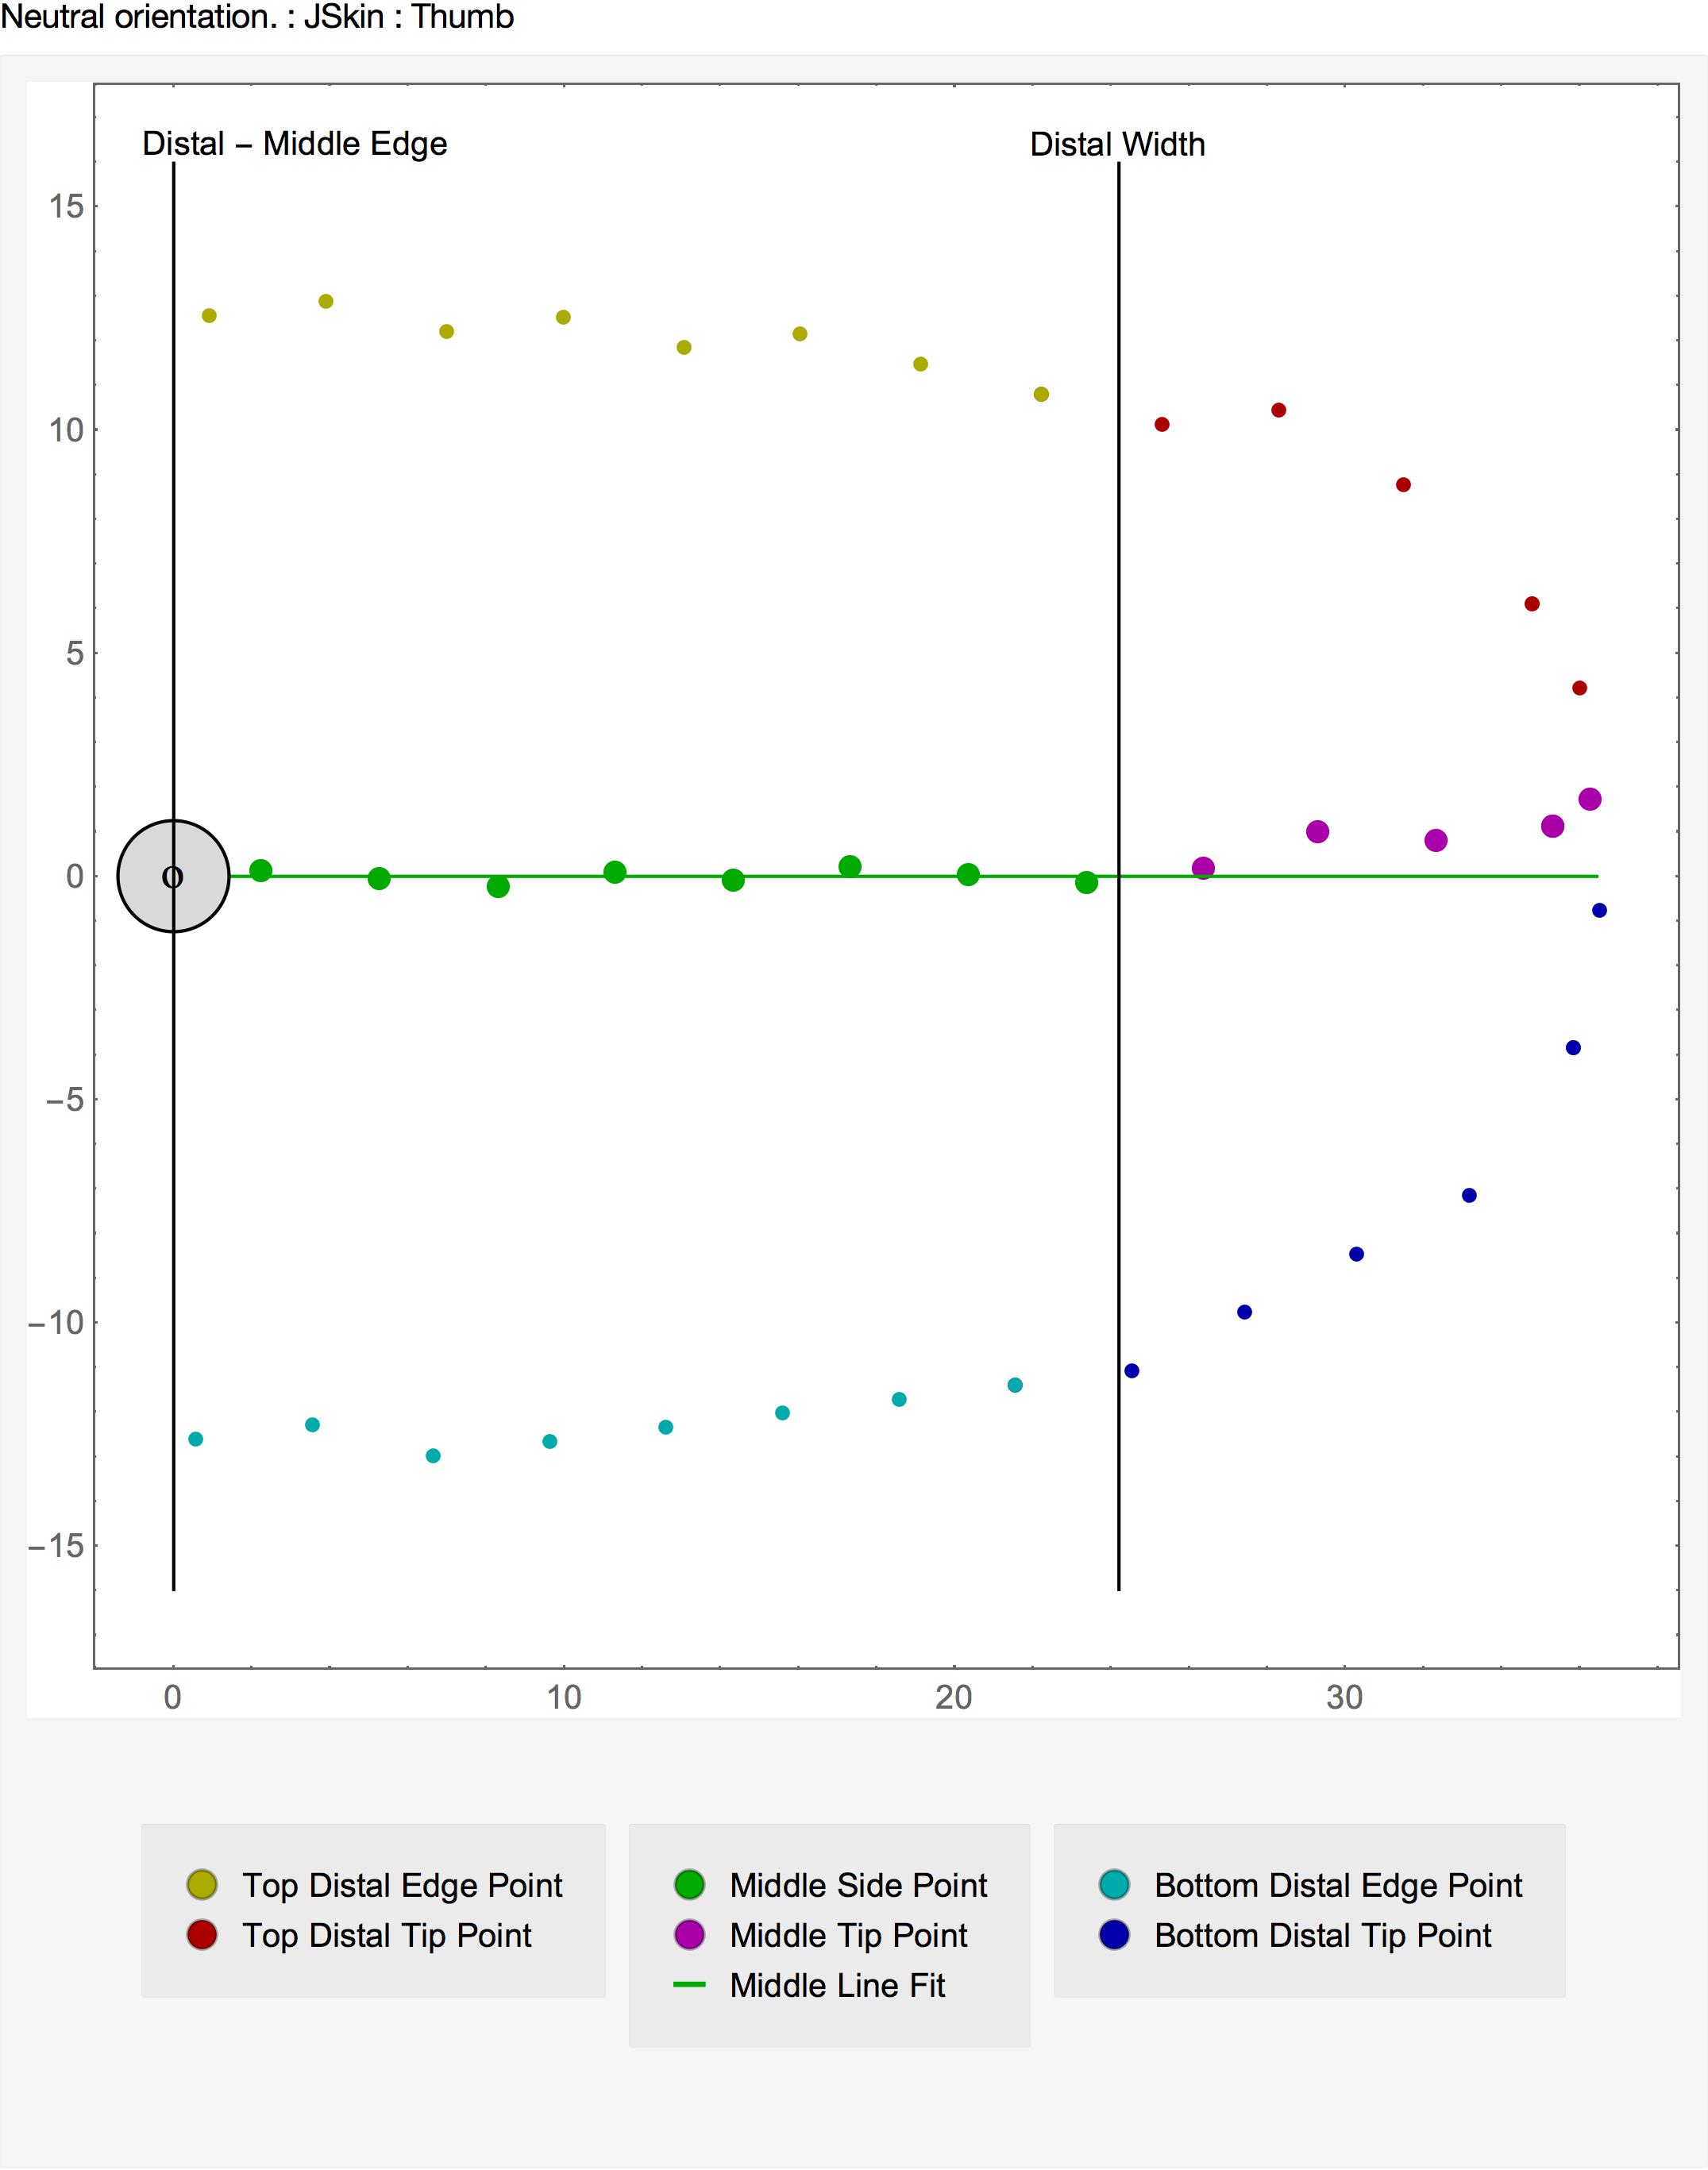 Neutral orientation. : JSkin : Thumb
Distal – Middle Edge
Distal Width
15
10
5
0
o
−5
−10
−15
0
10
20
30
Top Distal Edge Point
Top Distal Tip Point
Middle Side Point
Middle Tip Point
Middle Line Fit
Bottom Distal Edge Point
Bottom Distal Tip Point